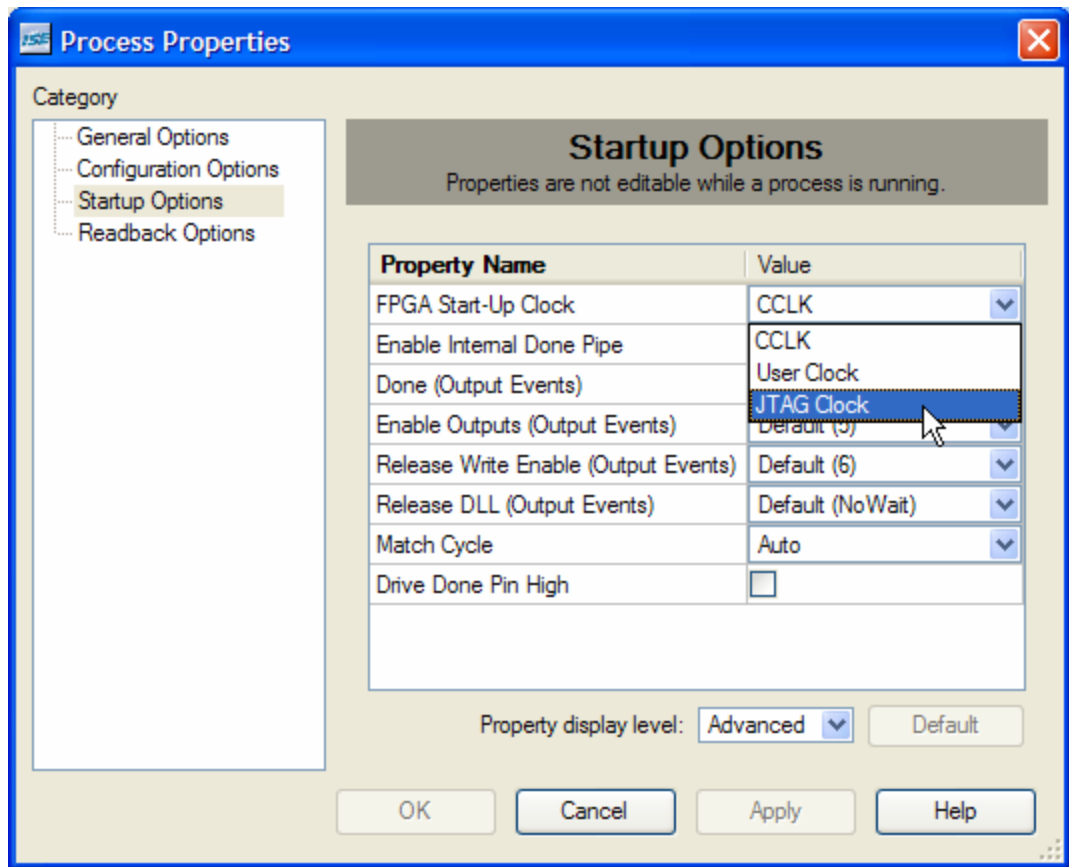 ISE Process Properties
Category
General Options
Configuration Options
Startup Options
Readback Options
Startup Options
Properties are not editable while a process is running.
Property Name Value
FPGA Start-Up Clock CCLK
Enable Internal Done Pipe CCLK
User Clock
Done (Output Events) JTAG Clock
Enable Outputs (Output Events) Default (5)
Release Write Enable (Output Events) Default (6)
Release DLL (Output Events) Default (NoWait)
Match Cycle Auto
Drive Done Pin High
Property display level: Advanced Default
OK Cancel Apply Help